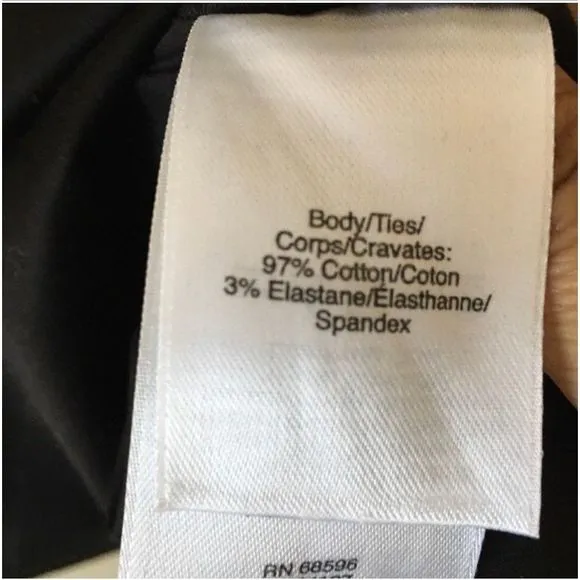 Body/Ties/
Corps/Cravates:
97% Cotton/Coton
3% Elastane/Élasthanne/
Spandex
RN 68596